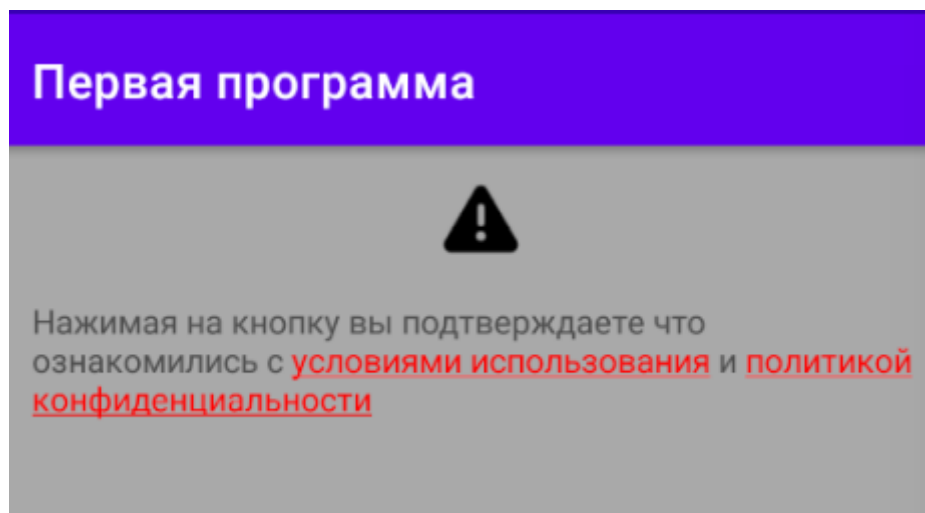 Первая программа
Нажимая на кнопку вы подтверждаете что
ознакомились с условиями использования и политикой
конфиденциальности